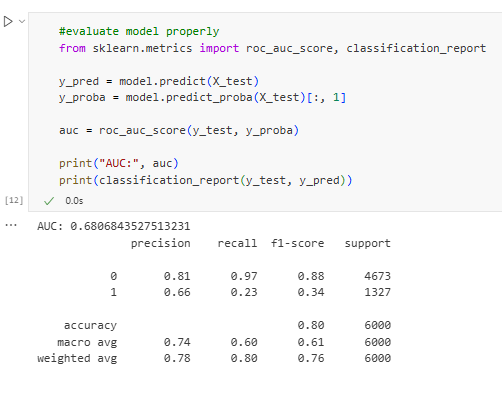 #evaluate model properly
from sklearn.metrics import roc_auc_score, classification_report
y_pred = model.predict(X_test)
y_proba = model.predict_proba(X_test)[:, 1]
auc = roc_auc_score(y_test, y_proba)
print("AUC:", auc)
print(classification_report(y_test, y_pred))
[12] 0.0s
AUC: 0.6806843527513231
precision recall f1-score support
0 0.81 0.97 0.88 4673
1 0.66 0.23 0.34 1327
accuracy 0.80 6000
macro avg 0.74 0.60 0.61 6000
weighted avg 0.78 0.80 0.76 6000